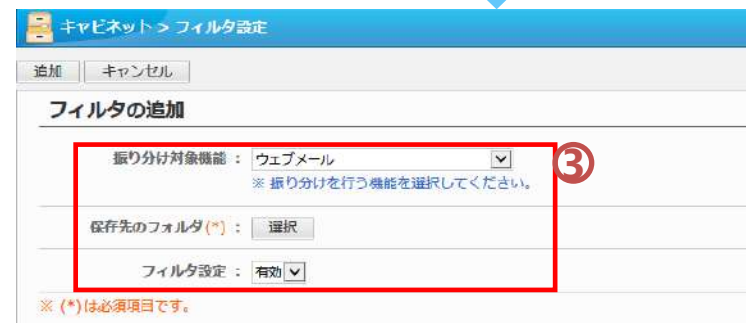 キャビネット > フィルタ設定
追加 キャンセル
フィルタの追加
振り分け対象機能 : ウェブメール
※ 振り分けを行う機能を選択してください。
③
保存先のフォルダ(*) : 選択
フィルタ設定 : 有効
※ (*)は必須項目です。